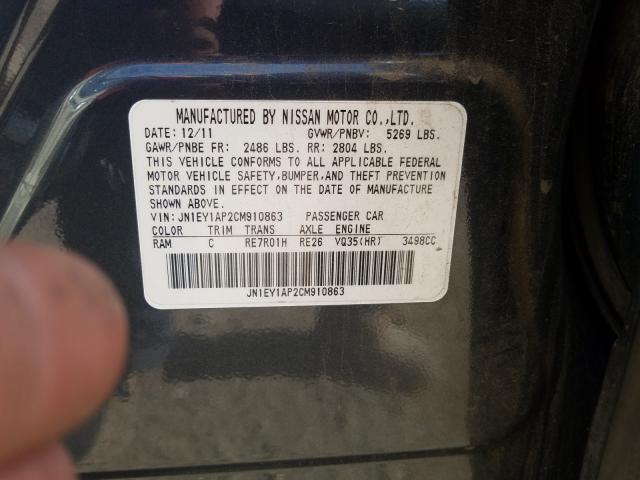 MANUFACTURED BY NISSAN MOTOR CO.,LTD.
DATE: 12/11 GVWR/PNBV: 5269 LBS.
GAWR/PNBE FR: 2486 LBS. RR: 2804 LBS.
THIS VEHICLE CONFORMS TO ALL APPLICABLE FEDERAL
MOTOR VEHICLE SAFETY,BUMPER,AND THEFT PREVENTION
STANDARDS IN EFFECT ON THE DATE OF MANUFACTURE
SHOWN ABOVE.
VIN: JN1EY1AP2CM910863 PASSENGER CAR
COLOR TRIM TRANS AXLE ENGINE
RAM C RE7R01H RE26 VQ35(HR) 3498CC
JN1EY1AP2CM910863